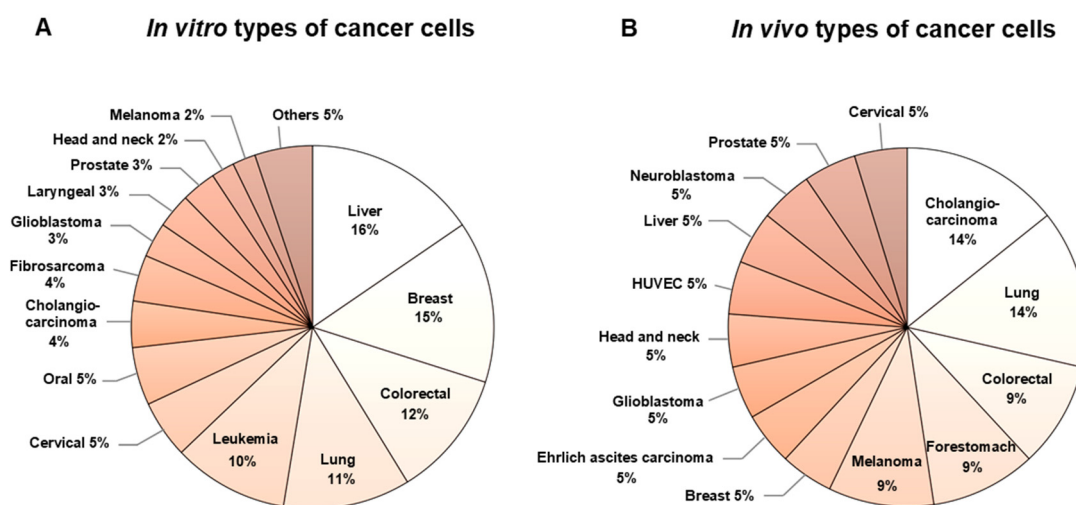 A
In vitro types of cancer cells
Melanoma 2%
Others 5%
Head and neck 2%
Prostate 3%
Laryngeal 3%
Glioblastoma
3%
Fibrosarcoma
4%
Cholangio-
carcinoma
4%
Oral 5%
Cervical 5%
Liver
16%
Breast
15%
Colorectal
12%
Lung
11%
Leukemia
10%
B
In vivo types of cancer cells
Cervical 5%
Prostate 5%
Neuroblastoma
5%
Liver 5%
HUVEC 5%
Head and neck
5%
Glioblastoma
5%
Ehrlich ascites carcinoma
5%
Breast 5%
Cholangio-
carcinoma
14%
Lung
14%
Colorectal
9%
Forestomach
9%
Melanoma
9%